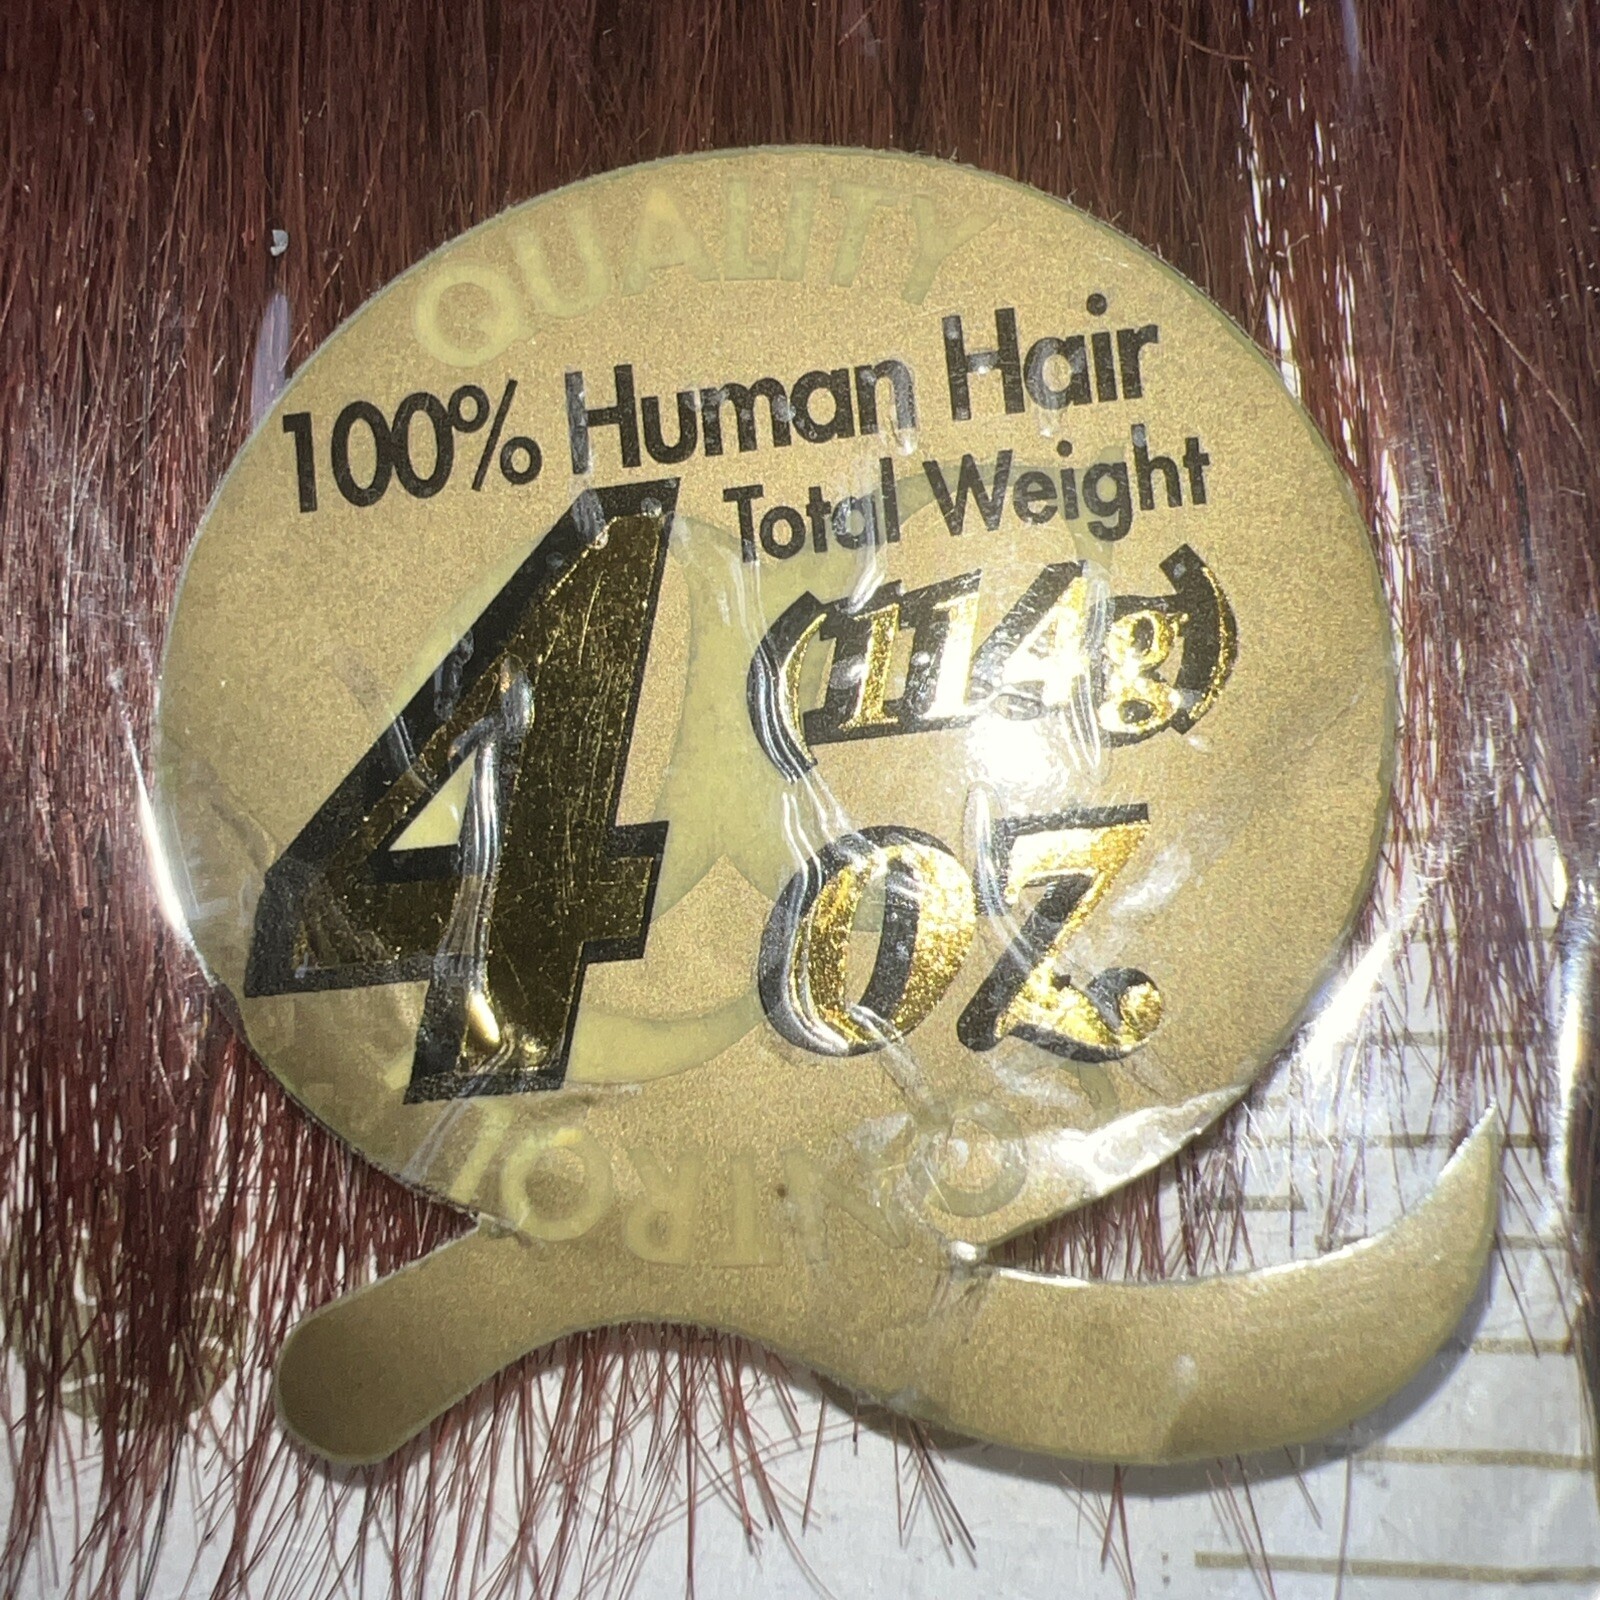 QUALITY
100% Human Hair
Total Weight
4 (114g)
oz.
CONTROL